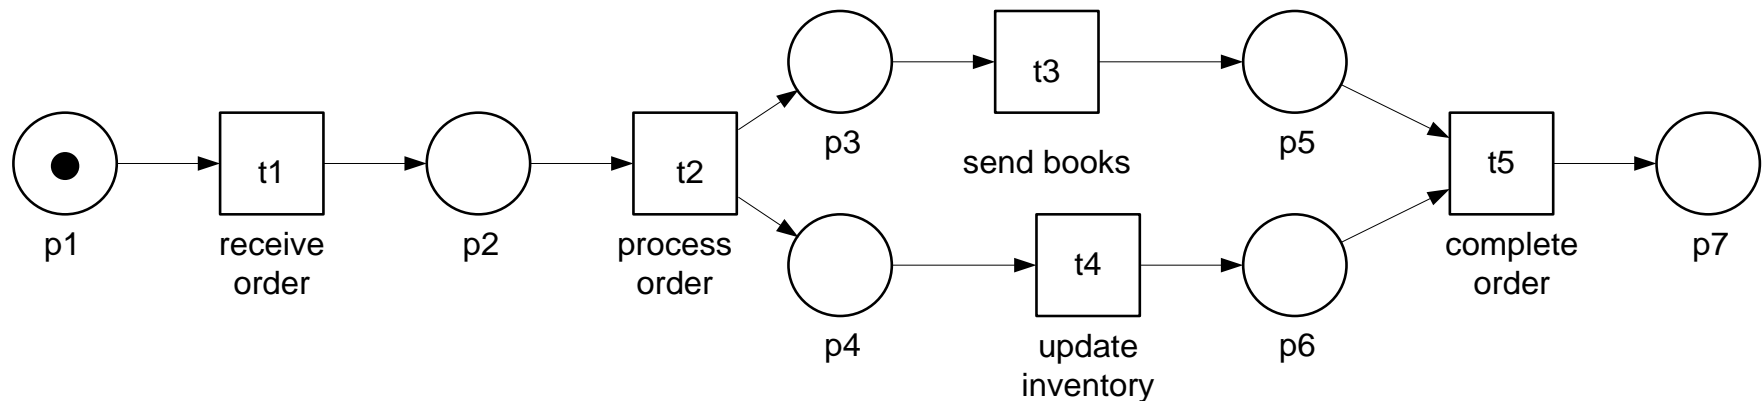 p1
t1
receive
order
p2
t2
process
order
p3
t3
send books
p5
p4
t4
update
inventory
p6
t5
complete
order
p7